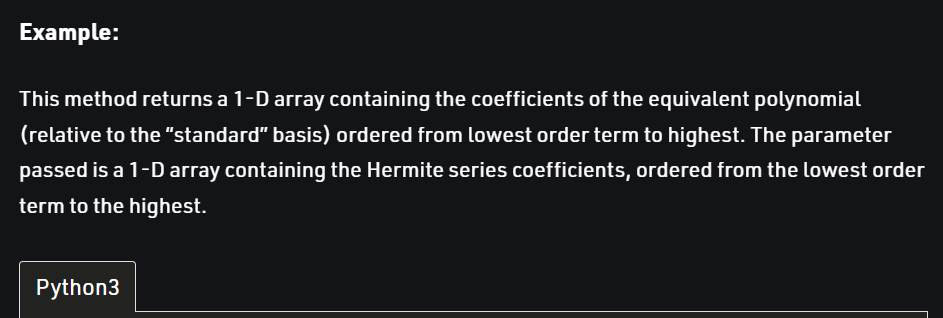 Example:
This method returns a 1-D array containing the coefficients of the equivalent polynomial
(relative to the “standard” basis) ordered from lowest order term to highest. The parameter
passed is a 1-D array containing the Hermite series coefficients, ordered from the lowest order
term to the highest.
Python3